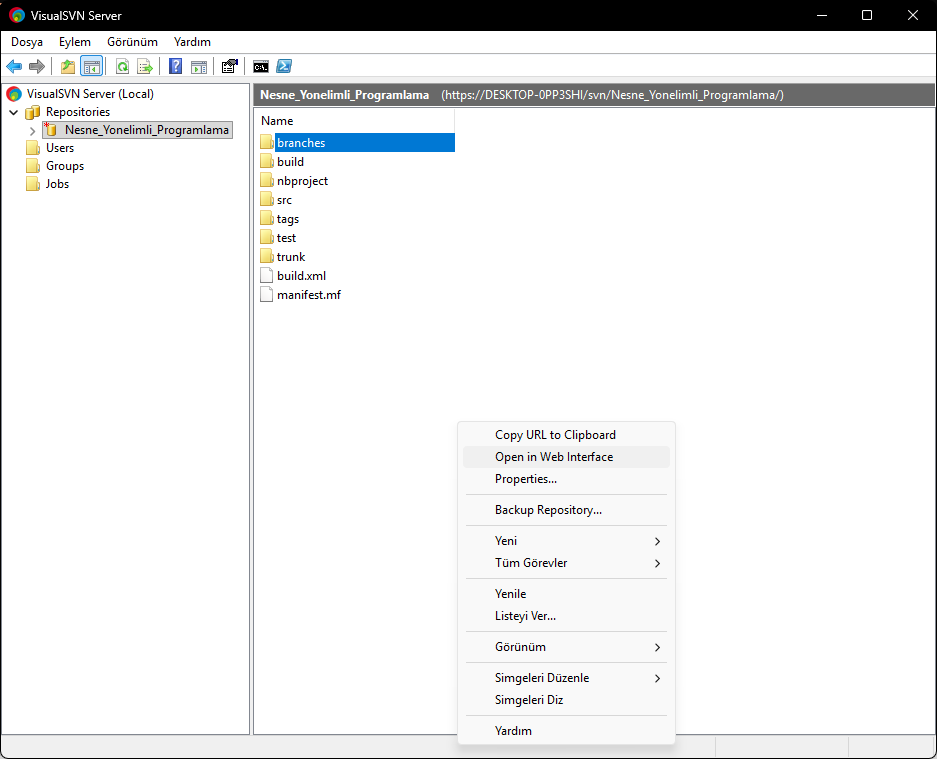 VisualSVN Server
Dosya Eylem Görünüm Yardım
VisualSVN Server (Local)
Repositories
Nesne_Yonelimli_Programlama
Users
Groups
Jobs
Nesne_Yonelimli_Programlama (https://DESKTOP-0PP3SHI/svn/Nesne_Yonelimli_Programlama/)
Name
branches
build
nbproject
src
tags
test
trunk
build.xml
manifest.mf
Copy URL to Clipboard
Open in Web Interface
Properties...
Backup Repository...
Yeni
Tüm Görevler
Yenile
Listeyi Ver...
Görünüm
Simgeleri Düzenle
Simgeleri Diz
Yardım